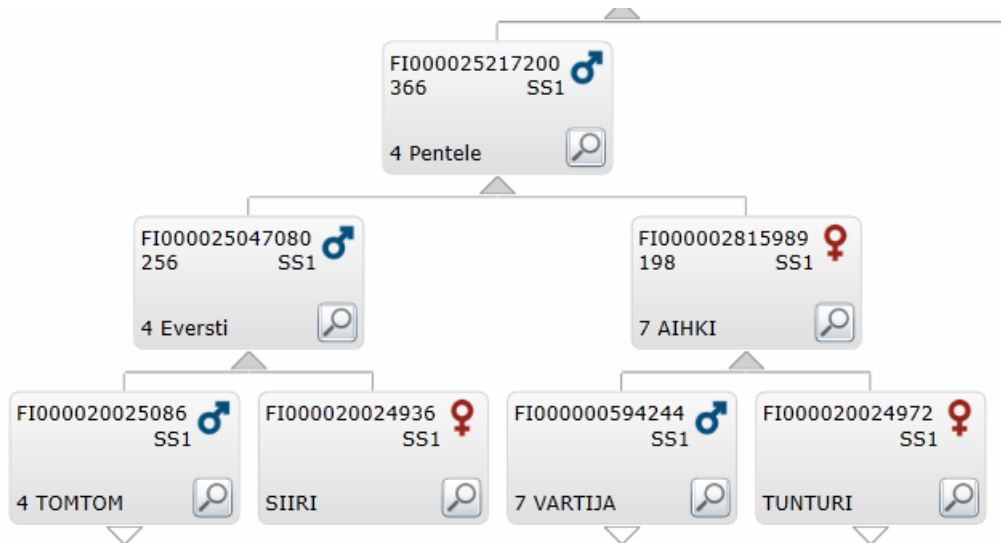 FI000025217200
366 SS1
4 Pentele
FI000025047080
256 SS1
4 Eversti
FI000002815989
198 SS1
7 AIHKI
FI000020025086
SS1
4 TOMTOM
FI000020024936
SS1
SIIRI
FI000000594244
SS1
7 VARTIJA
FI000020024972
SS1
TUNTURI